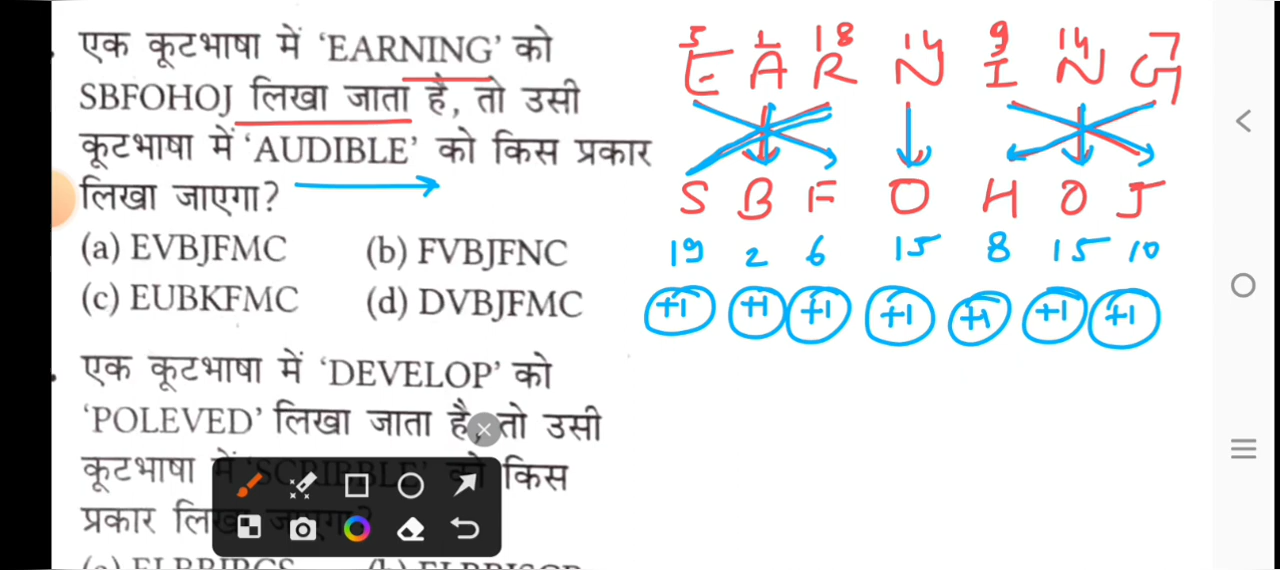 एक कूटभाषा में ‘EARNING’ को
SBFOHOJ लिखा जाता है, तो उसी
कूटभाषा में ‘AUDIBLE’ को किस प्रकार
लिखा जाएगा?
(a) EVBJFMC (b) FVBJFNC
(c) EUBKFMC (d) DVBJFMC
एक कूटभाषा में ‘DEVELOP’ को
‘POLEVED’ लिखा जाता है, तो उसी
कूटभाषा में ‘SCRIBBLE’ को किस
प्रकार लिखा जाएगा?
5 1 18 14 9 14 7
E A R N I N G
S B F O H O J
19 2 6 15 8 15 10
+1 +1 +1 +1 +1 +1 +1